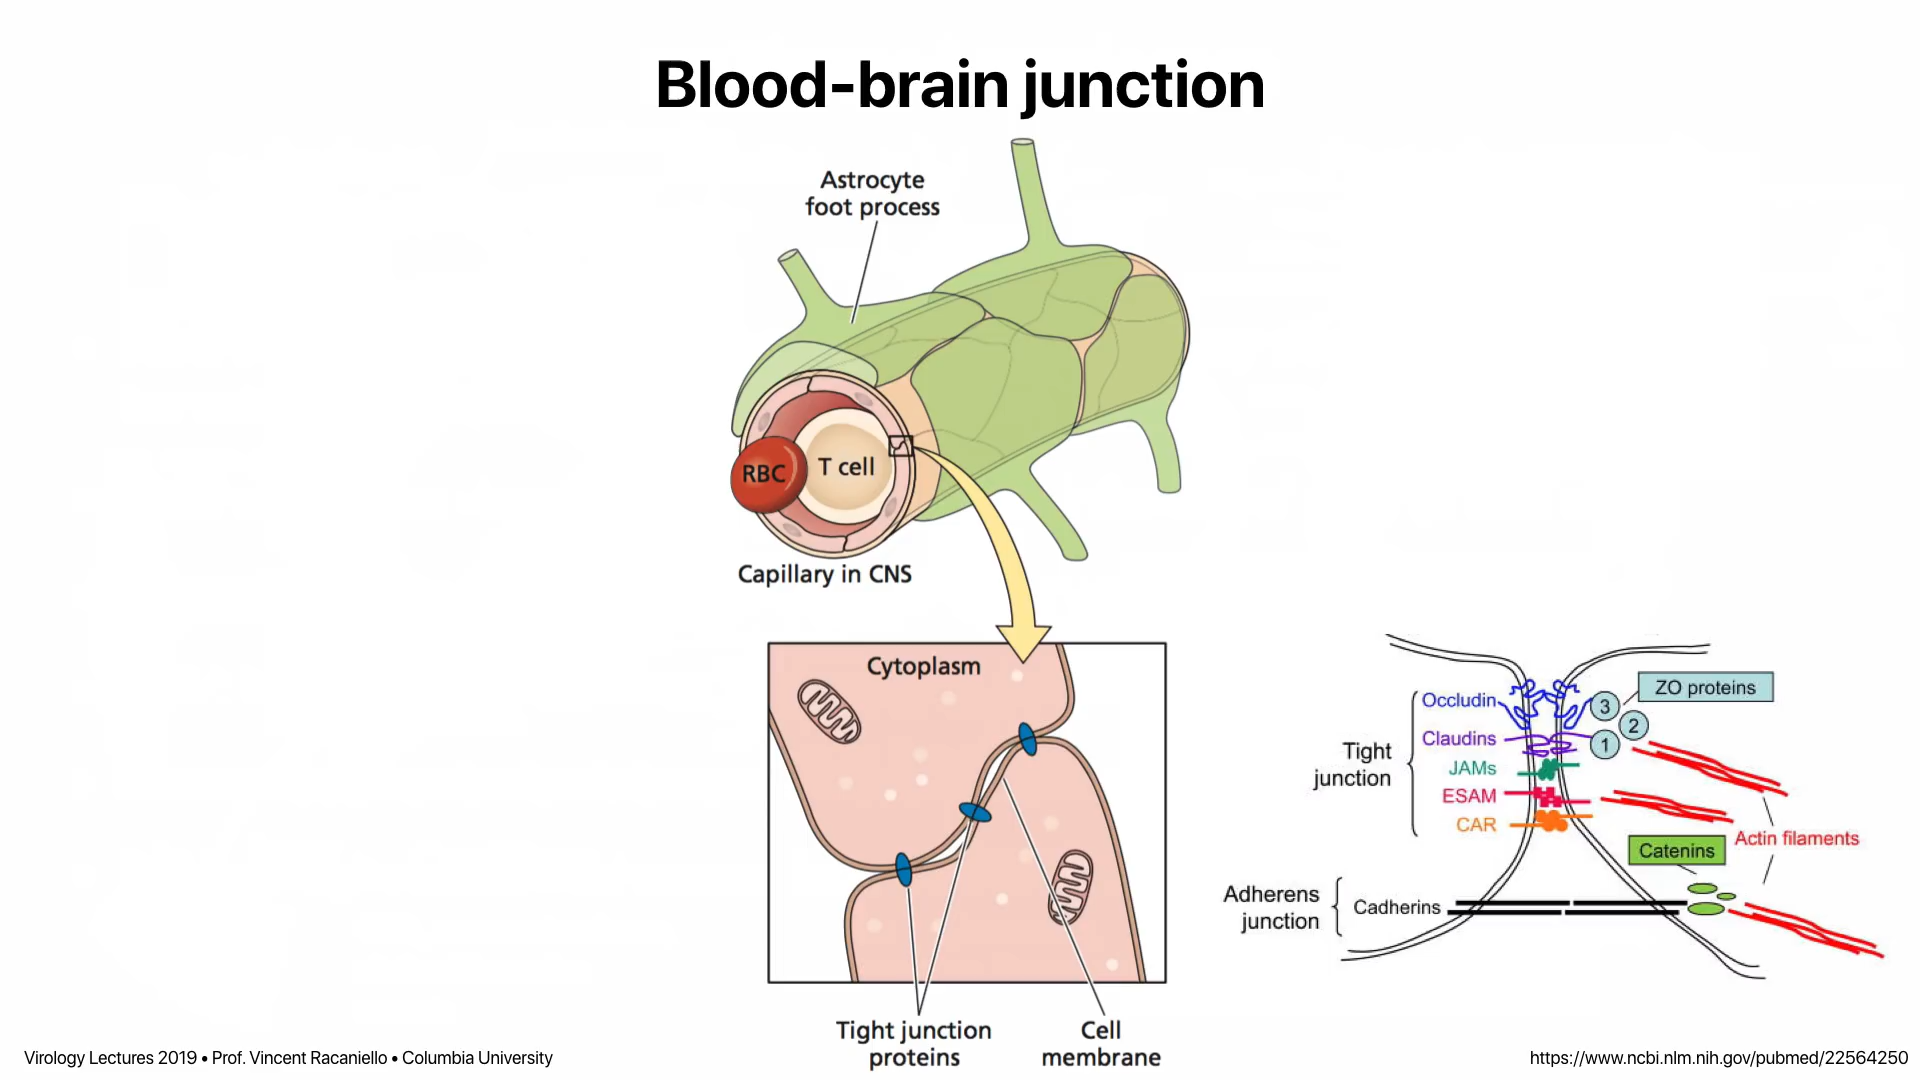 Blood-brain junction
Astrocyte
foot process
RBC
T cell
Capillary in CNS
Cytoplasm
Tight junction
proteins
Cell
membrane
Tight
junction
Occludin
Claudins
JAMs
ESAM
CAR
3
2
1
ZO proteins
Actin filaments
Catenins
Adherens
junction
Cadherins
Virology Lectures 2019 • Prof. Vincent Racaniello • Columbia University
https://www.ncbi.nlm.nih.gov/pubmed/22564250